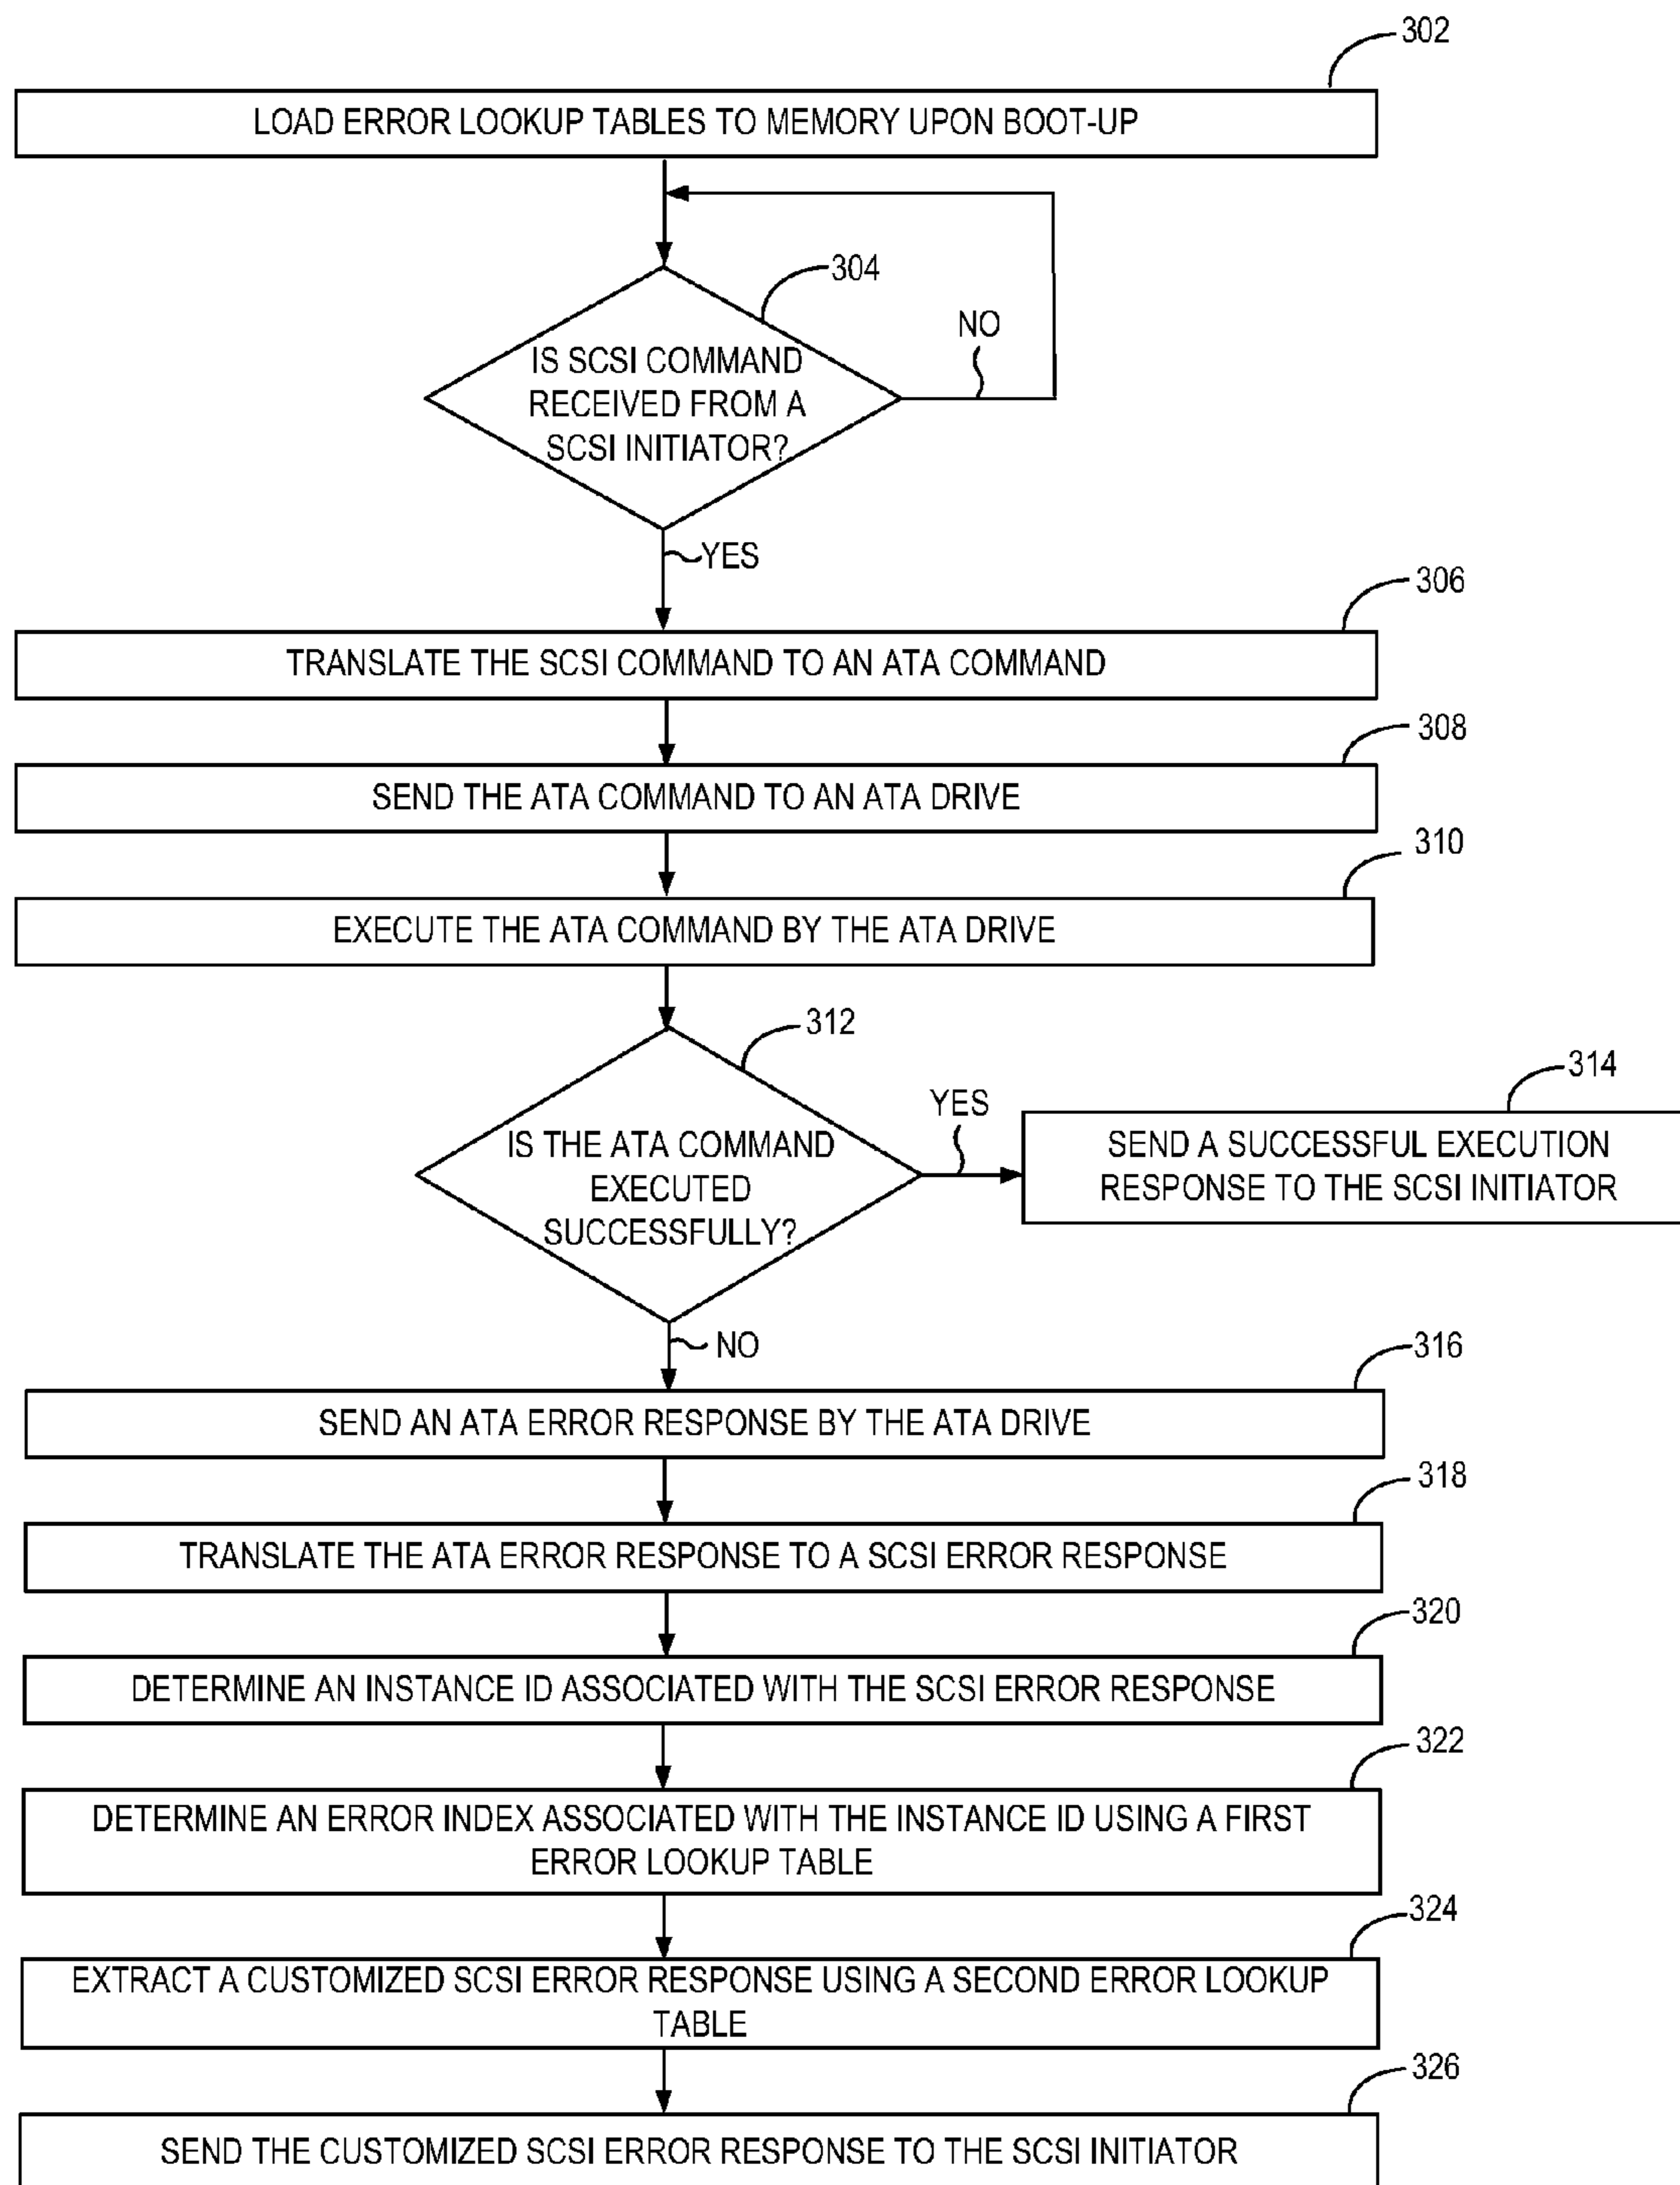 302
LOAD ERROR LOOKUP TABLES TO MEMORY UPON BOOT-UP
304
NO
IS SCSI COMMAND
RECEIVED FROM A
SCSI INITIATOR?
YES
306
TRANSLATE THE SCSI COMMAND TO AN ATA COMMAND
308
SEND THE ATA COMMAND TO AN ATA DRIVE
310
EXECUTE THE ATA COMMAND BY THE ATA DRIVE
312
IS THE ATA COMMAND
EXECUTED
SUCCESSFULLY?
YES
314
SEND A SUCCESSFUL EXECUTION
RESPONSE TO THE SCSI INITIATOR
NO
316
SEND AN ATA ERROR RESPONSE BY THE ATA DRIVE
318
TRANSLATE THE ATA ERROR RESPONSE TO A SCSI ERROR RESPONSE
320
DETERMINE AN INSTANCE ID ASSOCIATED WITH THE SCSI ERROR RESPONSE
322
DETERMINE AN ERROR INDEX ASSOCIATED WITH THE INSTANCE ID USING A FIRST
ERROR LOOKUP TABLE
324
EXTRACT A CUSTOMIZED SCSI ERROR RESPONSE USING A SECOND ERROR LOOKUP
TABLE
326
SEND THE CUSTOMIZED SCSI ERROR RESPONSE TO THE SCSI INITIATOR